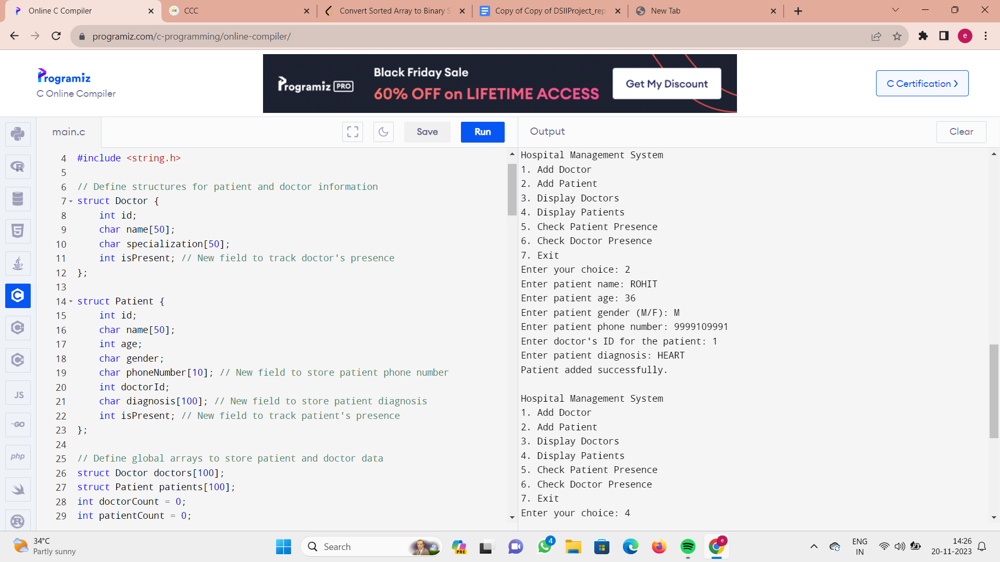 Online C Compiler
CCC
Convert Sorted Array to Binary S
Copy of Copy of DSIIProject_rep
New Tab
programiz.com/c-programming/online-compiler/
e
Programiz
C Online Compiler
Programiz PRO
Black Friday Sale
60% OFF on LIFETIME ACCESS
Get My Discount
C Certification
main.c
Save
Run
Output
Clear
4 #include <string.h>
5
6 // Define structures for patient and doctor information
7 struct Doctor {
8 int id;
9 char name[50];
10 char specialization[50];
11 int isPresent; // New field to track doctor's presence
12 };
13
14 struct Patient {
15 int id;
16 char name[50];
17 int age;
18 char gender;
19 char phoneNumber[10]; // New field to store patient phone number
20 int doctorId;
21 char diagnosis[100]; // New field to store patient diagnosis
22 int isPresent; // New field to track patient's presence
23 };
24
25 // Define global arrays to store patient and doctor data
26 struct Doctor doctors[100];
27 struct Patient patients[100];
28 int doctorCount = 0;
29 int patientCount = 0;
Hospital Management System
1. Add Doctor
2. Add Patient
3. Display Doctors
4. Display Patients
5. Check Patient Presence
6. Check Doctor Presence
7. Exit
Enter your choice: 2
Enter patient name: ROHIT
Enter patient age: 36
Enter patient gender (M/F): M
Enter patient phone number: 9999109991
Enter doctor's ID for the patient: 1
Enter patient diagnosis: HEART
Patient added successfully.
Hospital Management System
1. Add Doctor
2. Add Patient
3. Display Doctors
4. Display Patients
5. Check Patient Presence
6. Check Doctor Presence
7. Exit
Enter your choice: 4
R
5
C
JS
GO
php
R
34°C
Partly sunny
Search
PRE
4
e
ENG
IN
14:26
20-11-2023